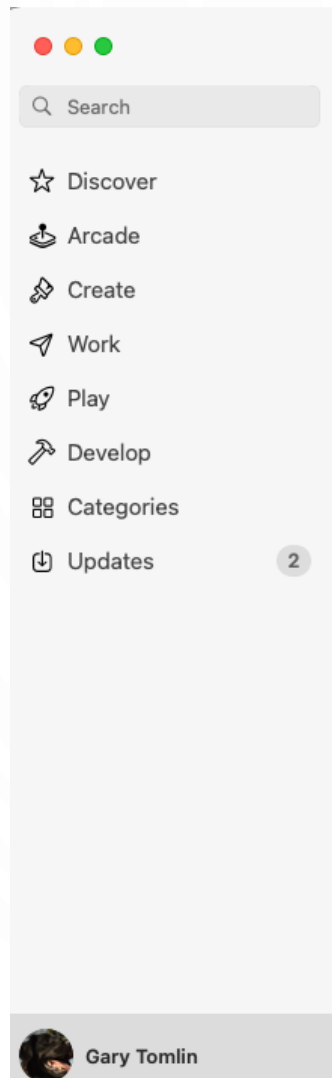 Search
Discover
Arcade
Create
Work
Play
Develop
Categories
Updates 2
Gary Tomlin